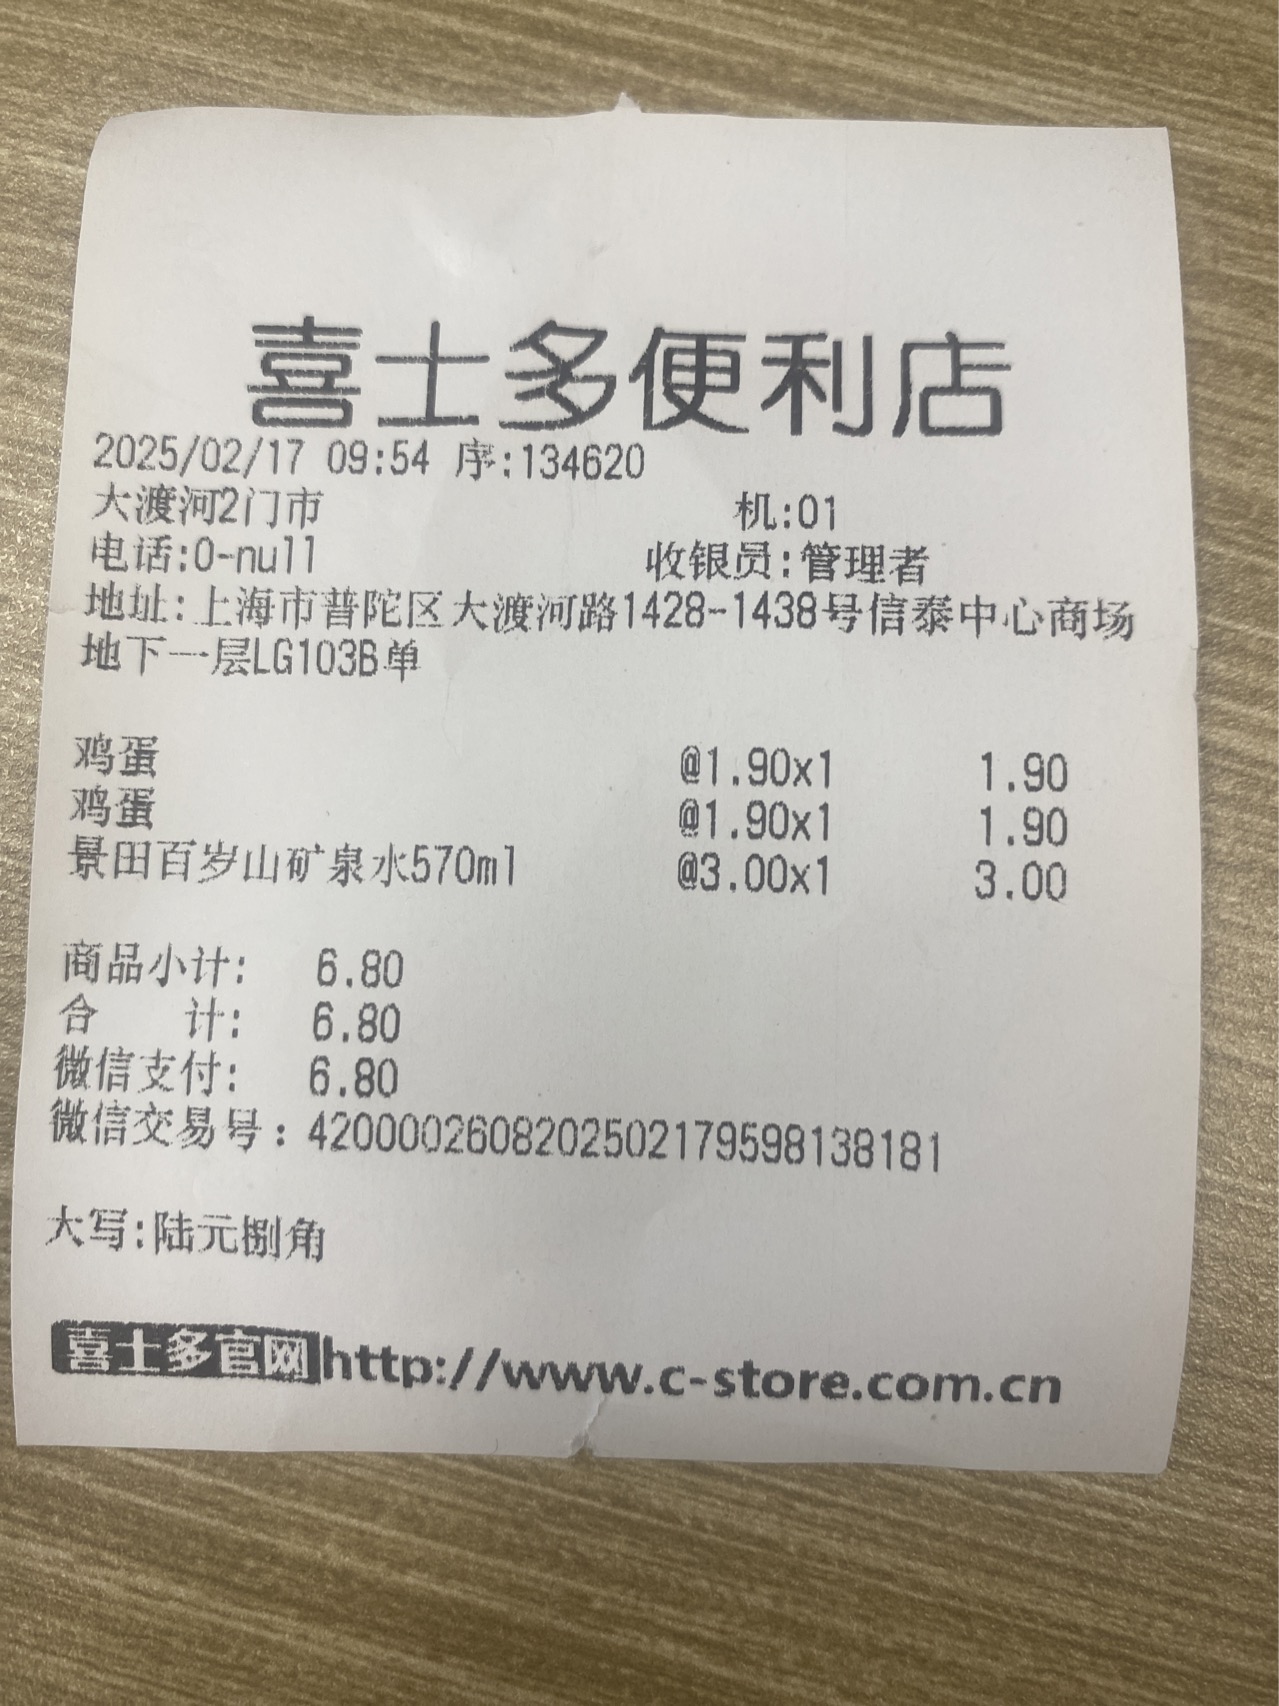 喜士多便利店
2025/02/17 09:54 序:134620
大渡河2门市 机:01
电话:0-null 收银员:管理者
地址:上海市普陀区大渡河路1428-1438号信泰中心商场
地下一层LG103B单
鸡蛋 @1.90x1 1.90
鸡蛋 @1.90x1 1.90
景田百岁山矿泉水570ml @3.00x1 3.00
商品小计: 6.80
合 计: 6.80
微信支付: 6.80
微信交易号：4200002608202502179598138181
大写:陆元捌角
喜士多官网http://www.c-store.com.cn